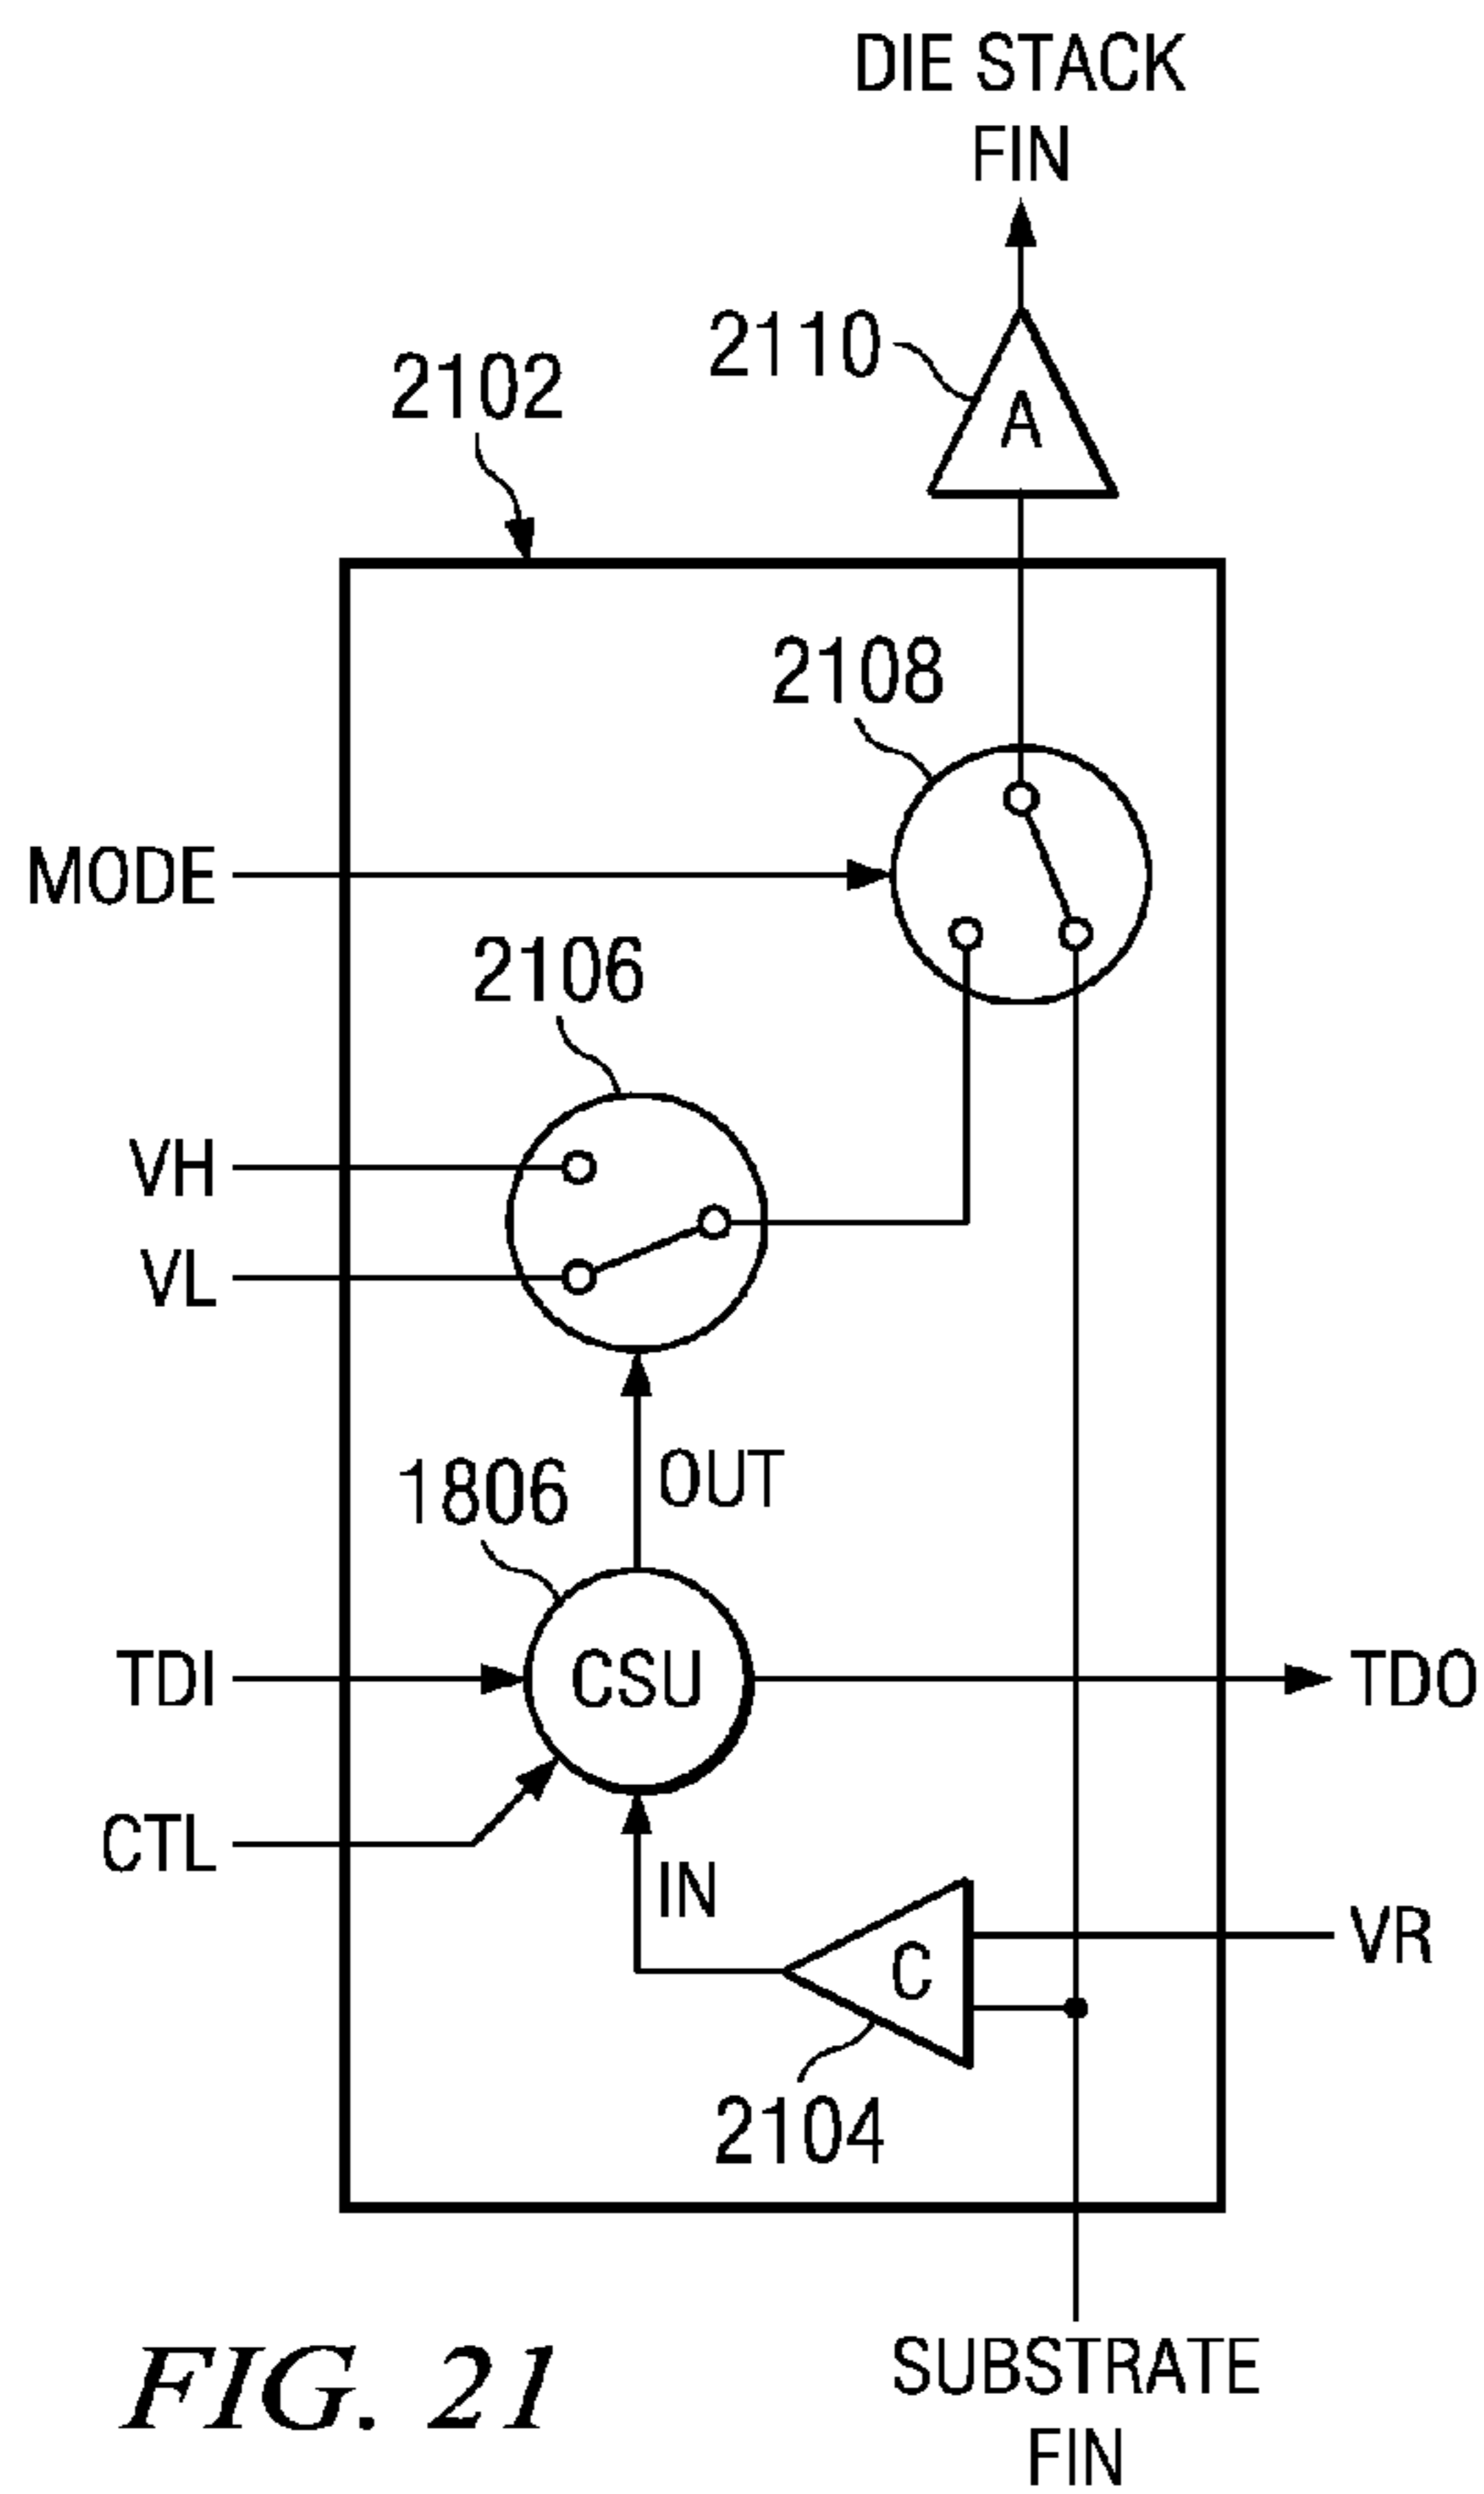 DIE STACK
FIN
2110
A
2102
2108
MODE
2106
VH
VL
OUT
1806
TDI
CSU
TDO
CTL
IN
VR
C
2104
SUBSTRATE
FIN
FIG. 21